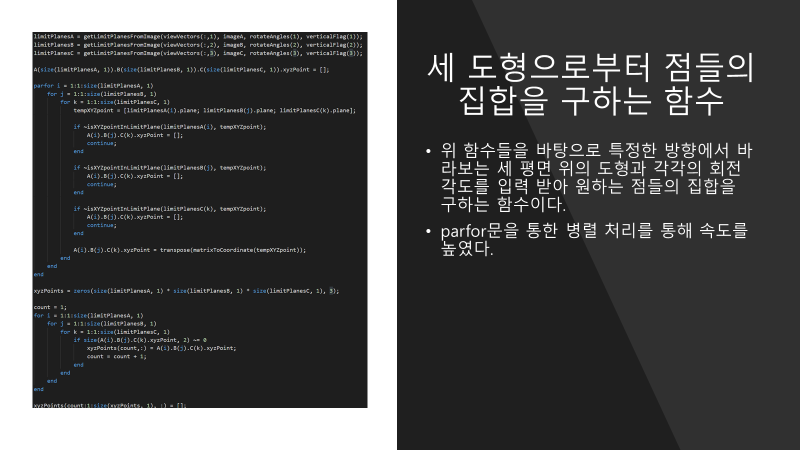 limitPlanesA = getLimitPlanesFromImage(viewVectors(:,1), imageA, rotateAngles(1), verticalFlag(1));
limitPlanesB = getLimitPlanesFromImage(viewVectors(:,2), imageB, rotateAngles(2), verticalFlag(2));
limitPlanesC = getLimitPlanesFromImage(viewVectors(:,3), imageC, rotateAngles(3), verticalFlag(3));
A(size(limitPlanesA, 1)).B(size(limitPlanesB, 1)).C(size(limitPlanesC, 1)).xyzPoint = [];
parfor i = 1:1:size(limitPlanesA, 1)
for j = 1:1:size(limitPlanesB, 1)
for k = 1:1:size(limitPlanesC, 1)
tempXYZpoint = [limitPlanesA(i).plane; limitPlanesB(j).plane; limitPlanesC(k).plane];
if ~isXYZpointInLimitPlane(limitPlanesA(i), tempXYZpoint);
A(i).B(j).C(k).xyzPoint = [];
continue;
end
if ~isXYZpointInLimitPlane(limitPlanesB(j), tempXYZpoint);
A(i).B(j).C(k).xyzPoint = [];
continue;
end
if ~isXYZpointInLimitPlane(limitPlanesC(k), tempXYZpoint);
A(i).B(j).C(k).xyzPoint = [];
continue;
end
A(i).B(j).C(k).xyzPoint = transpose(matrixToCoordinate(tempXYZpoint));
end
end
end
xyzPoints = zeros(size(limitPlanesA, 1) * size(limitPlanesB, 1) * size(limitPlanesC, 1), 3);
count = 1;
for i = 1:1:size(limitPlanesA, 1)
for j = 1:1:size(limitPlanesB, 1)
for k = 1:1:size(limitPlanesC, 1)
if size(A(i).B(j).C(k).xyzPoint, 2) ~= 0
xyzPoints(count,:) = A(i).B(j).C(k).xyzPoint;
count = count + 1;
end
end
end
end
xyzPoints(count:1:size(xyzPoints, 1), :) = [];
세 도형으로부터 점들의
집합을 구하는 함수
• 위 함수들을 바탕으로 특정한 방향에서 바
라보는 세 평면 위의 도형과 각각의 회전
각도를 입력 받아 원하는 점들의 집합을
구하는 함수이다.
• parfor문을 통한 병렬 처리를 통해 속도를
높였다.